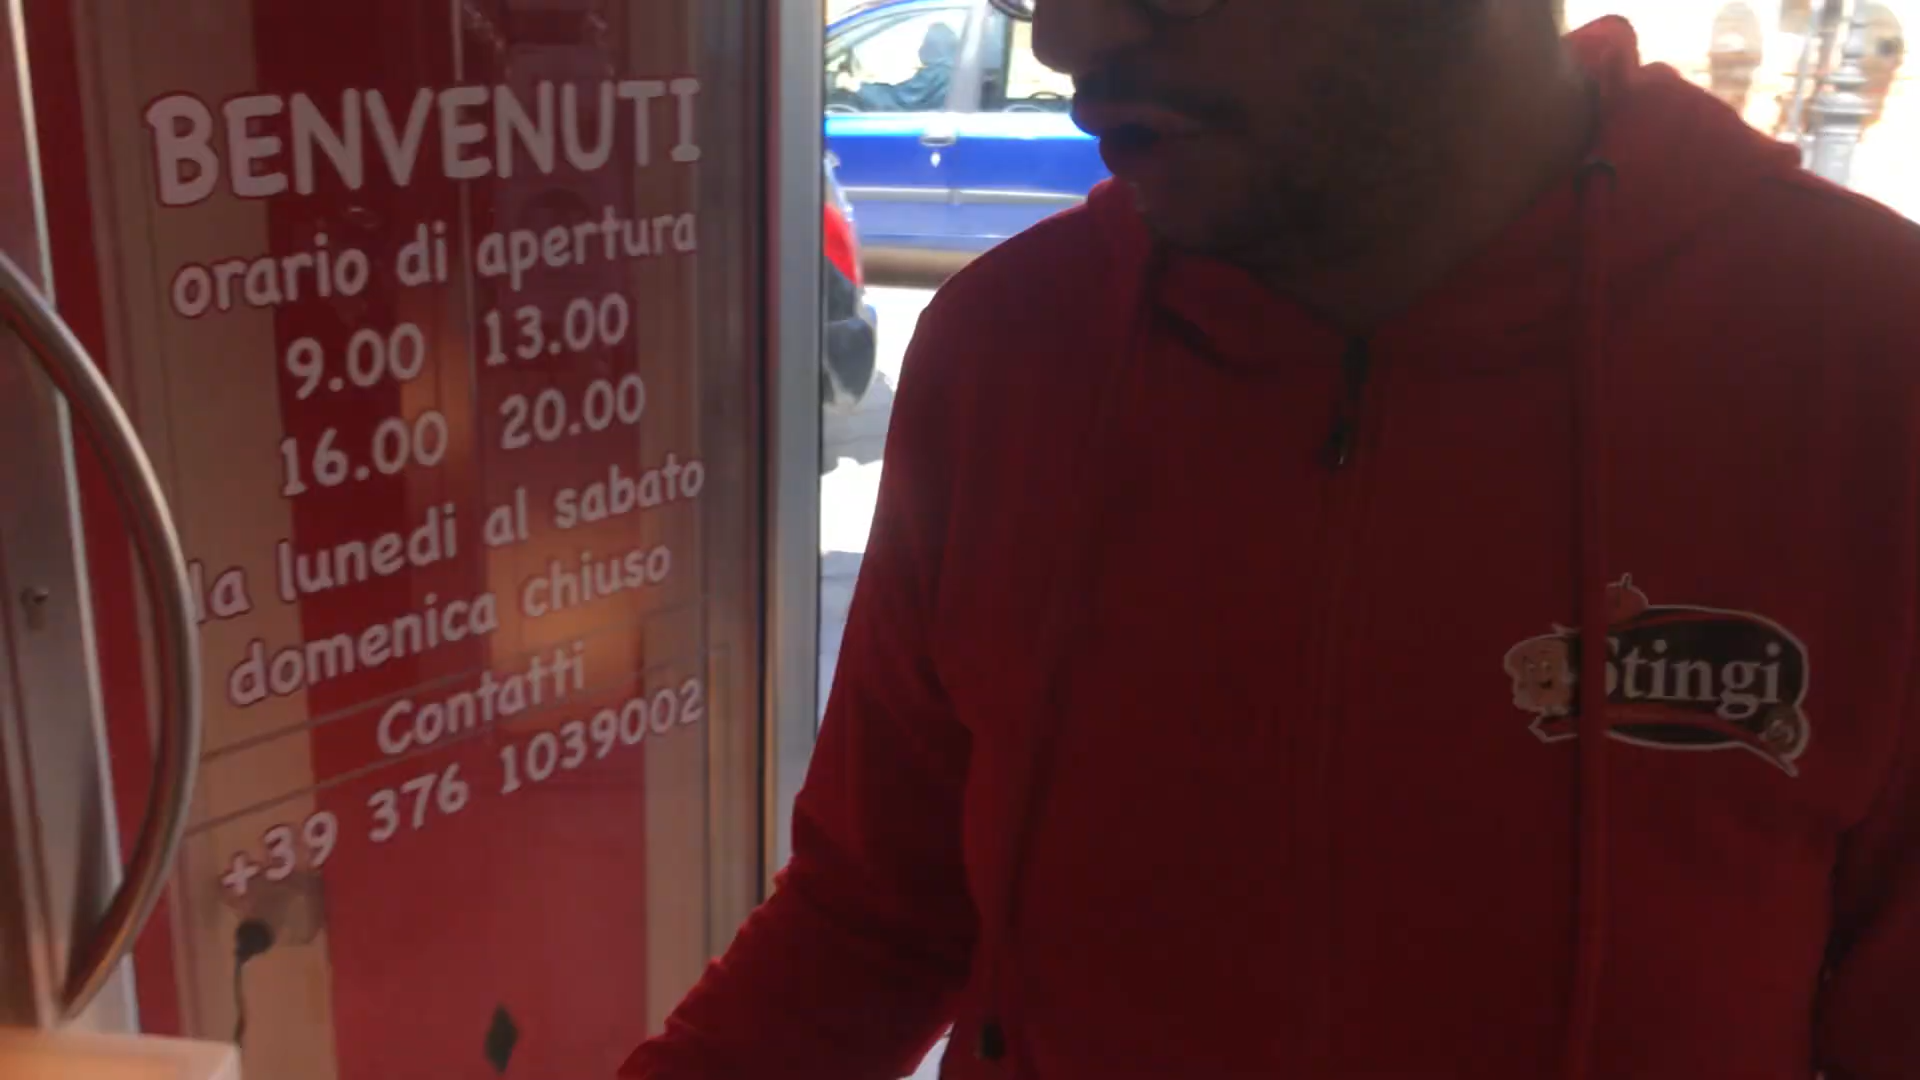 BENVENUTI
orario di apertura
9.00 13.00
16.00 20.00
da lunedi al sabato
domenica chiuso
Contatti
+39 376 1039002
Stingi